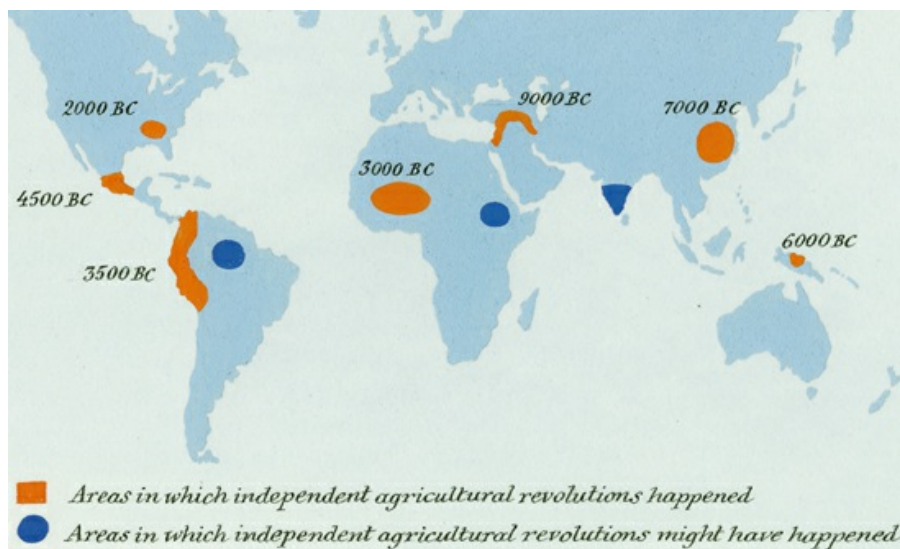 2000 BC
9000 BC
7000 BC
3000 BC
4500 BC
6000 BC
3500 BC
Areas in which independent agricultural revolutions happened
Areas in which independent agricultural revolutions might have happened